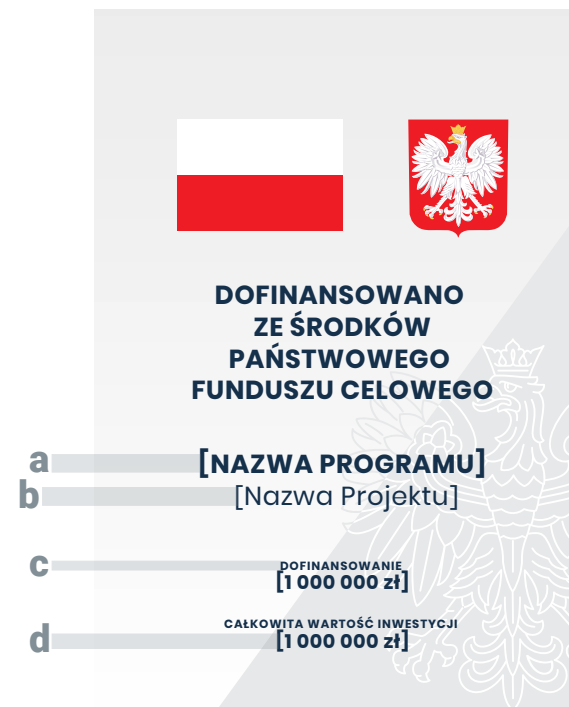 DOFINANSOWANO
ZE ŚRODKÓW
PAŃSTWOWEGO
FUNDUSZU CELOWEGO
a [NAZWA PROGRAMU]
b [Nazwa Projektu]
c DOFINANSOWANIE
[1 000 000 zł]
CAŁKOWITA WARTOŚĆ INWESTYCJI
d [1 000 000 zł]